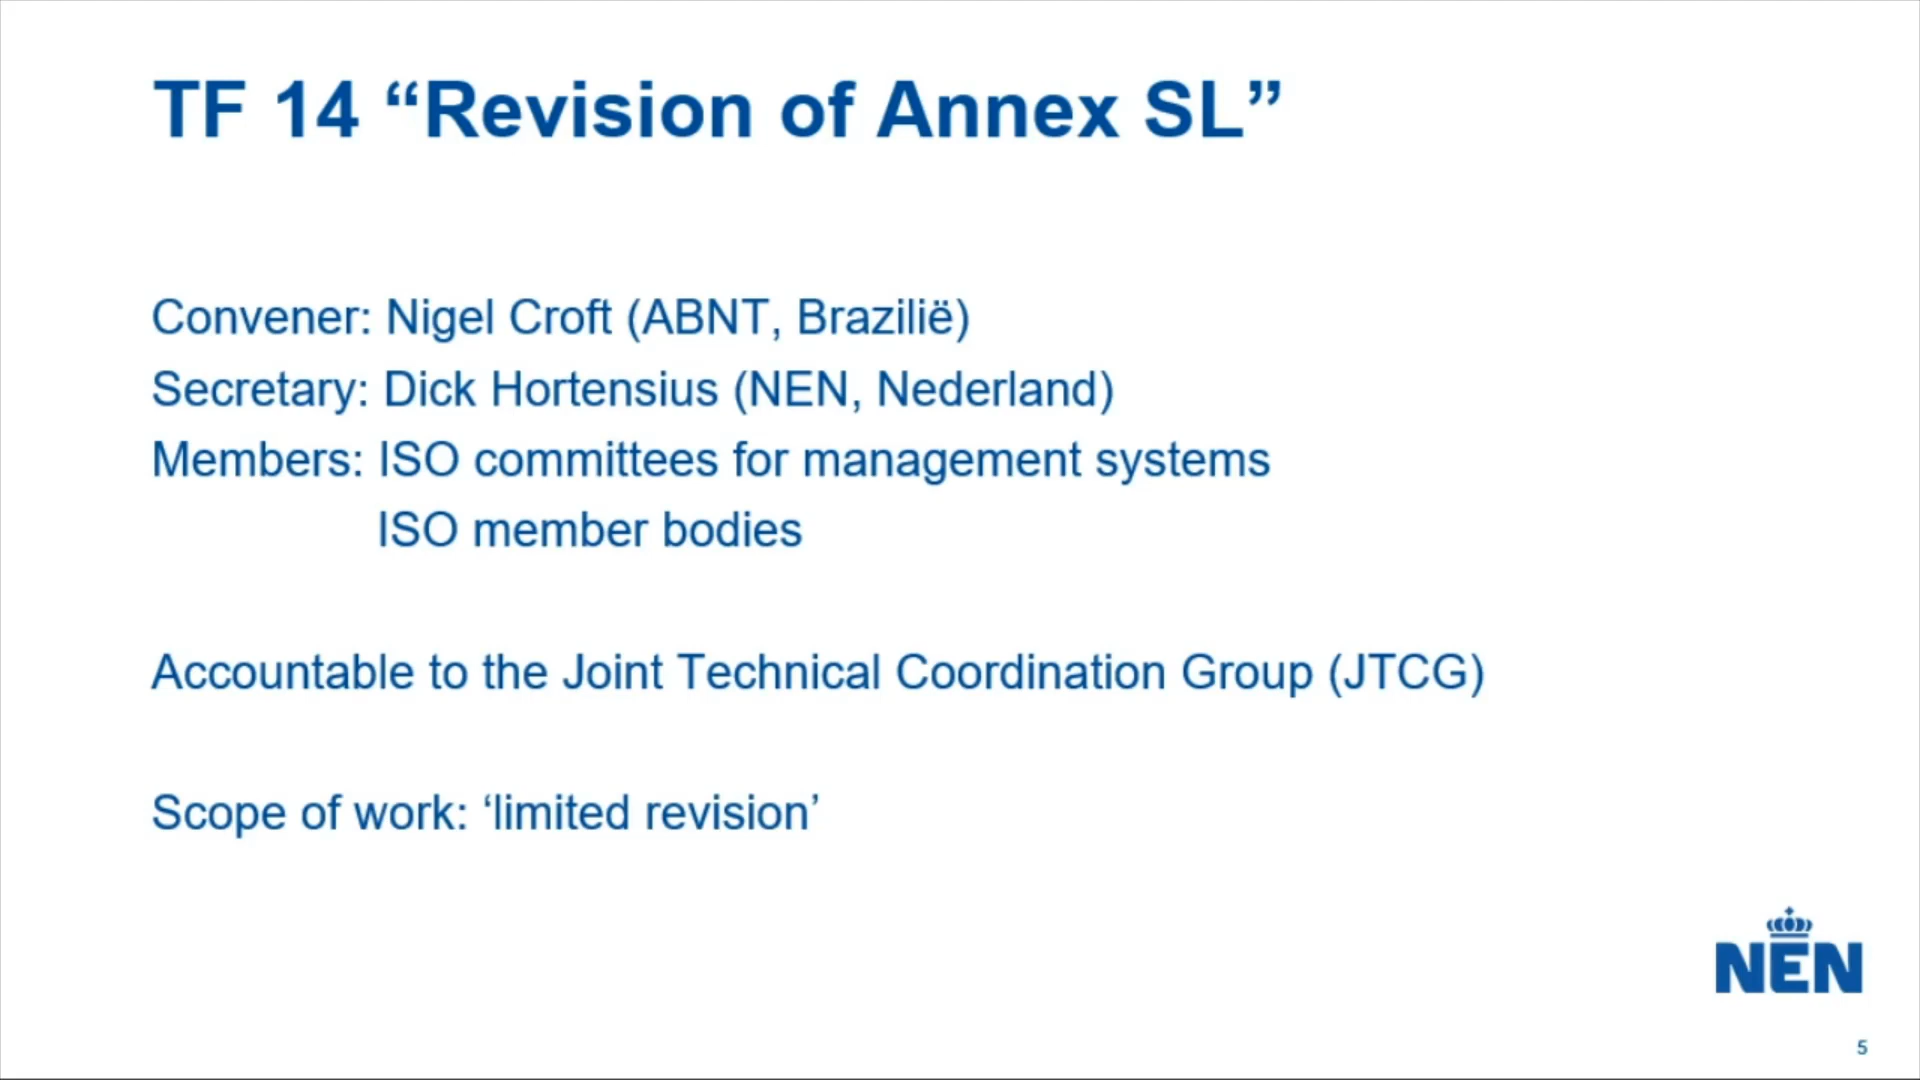 TF 14 “Revision of Annex SL”
Convener: Nigel Croft (ABNT, Brazilië)
Secretary: Dick Hortensius (NEN, Nederland)
Members: ISO committees for management systems
ISO member bodies
Accountable to the Joint Technical Coordination Group (JTCG)
Scope of work: ‘limited revision’
NEN
5